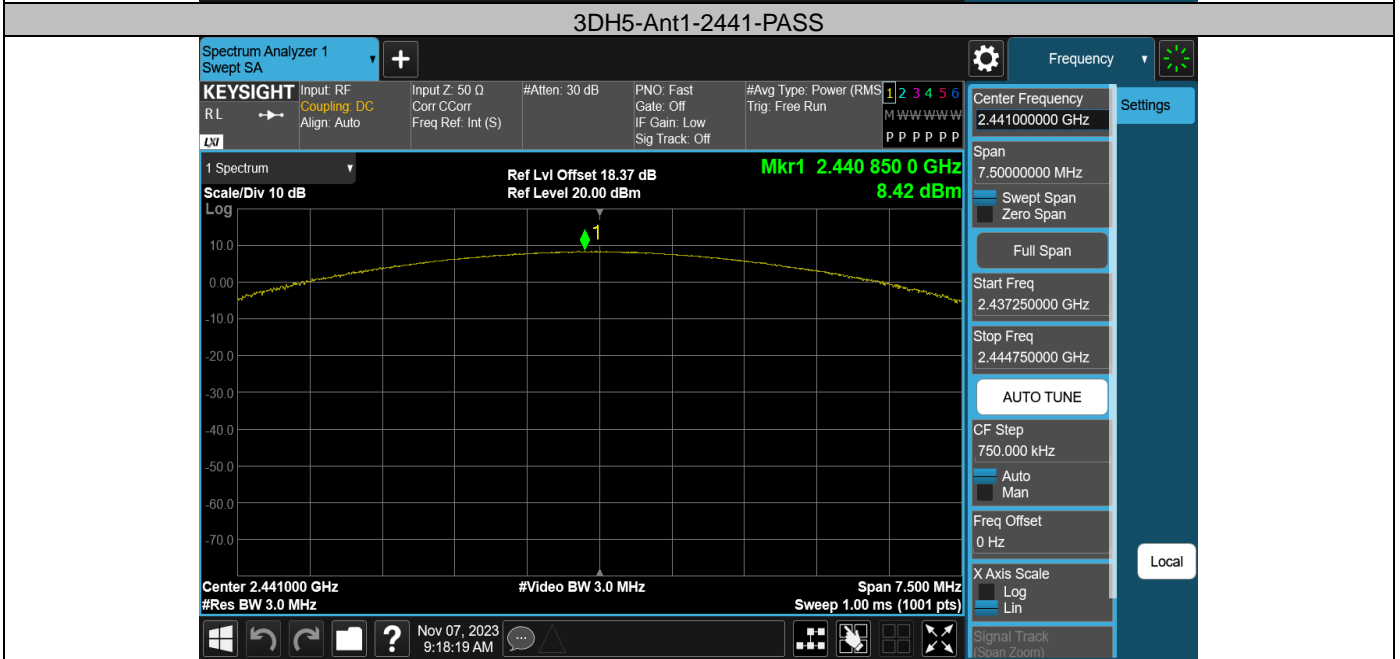 3DH5-Ant1-2441-PASS
Spectrum Analyzer 1
Swept SA
+
Frequency
KEYSIGHT
RL
LXI
Input: RF
Coupling: DC
Align: Auto
Input Z: 50 Ω
Corr CCorr
Freq Ref: Int (S)
#Atten: 30 dB
PNO: Fast
Gate: Off
IF Gain: Low
Sig Track: Off
#Avg Type: Power (RMS
Trig: Free Run
1 2 3 4 5 6
M W W W W W
P P P P P P
1 Spectrum
Scale/Div 10 dB
Ref Lvl Offset 18.37 dB
Ref Level 20.00 dBm
Mkr1 2.440 850 0 GHz
8.42 dBm
Log
1
10.0
0.00
-10.0
-20.0
-30.0
-40.0
-50.0
-60.0
-70.0
Center 2.441000 GHz
#Video BW 3.0 MHz
Span 7.500 MHz
#Res BW 3.0 MHz
Sweep 1.00 ms (1001 pts)
?
Nov 07, 2023
9:18:19 AM
Center Frequency
2.441000000 GHz
Settings
Span
7.50000000 MHz
Swept Span
Zero Span
Full Span
Start Freq
2.437250000 GHz
Stop Freq
2.444750000 GHz
AUTO TUNE
CF Step
750.000 kHz
Auto
Man
Freq Offset
0 Hz
Local
X Axis Scale
Log
Lin
Signal Track
(Span Zoom)